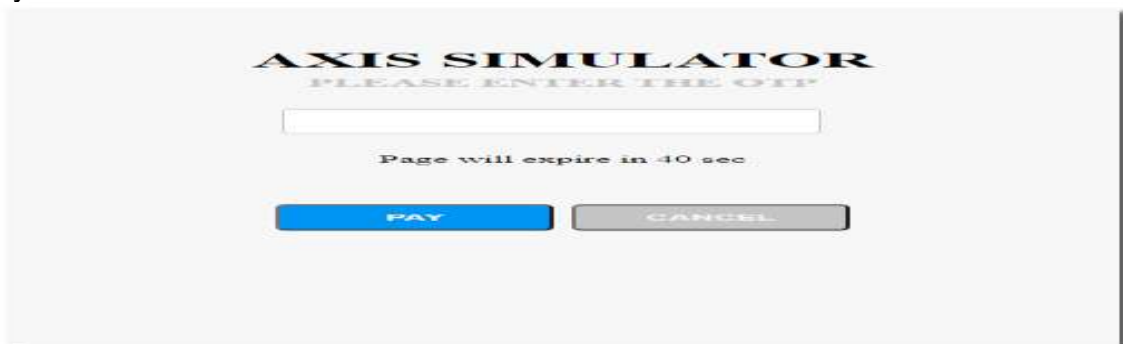 AXIS SIMULATOR
PLEASE ENTER THE OTP
Page will expire in 40 sec
PAY
CANCEL